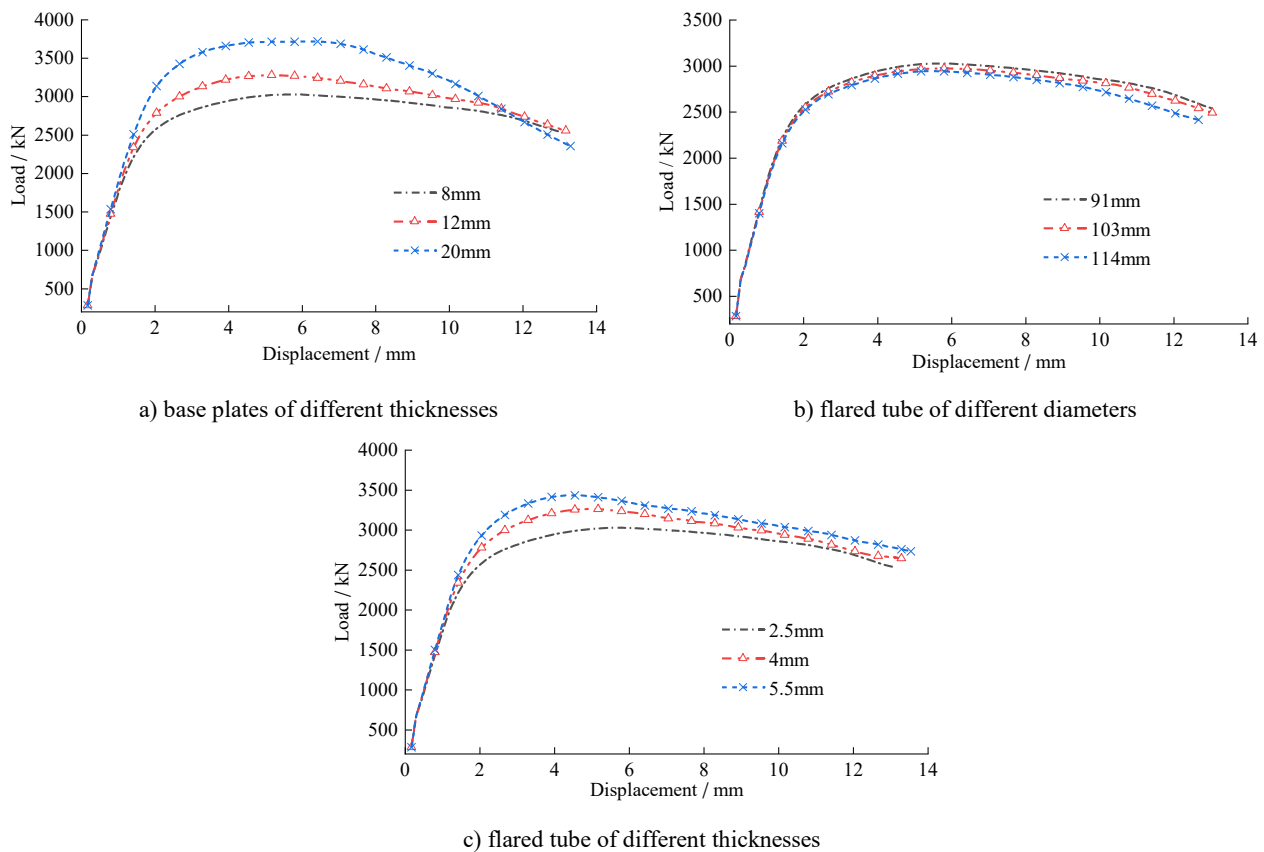 4000
3500
3000
2500
2000
1500
1000
500
0
2
4
6
8
10
12
14
Load / kN
Displacement / mm
8mm
12mm
20mm
a) base plates of different thicknesses
3500
3000
2500
2000
1500
1000
500
0
2
4
6
8
10
12
14
Load / kN
Displacement / mm
91mm
103mm
114mm
b) flared tube of different diameters
4000
3500
3000
2500
2000
1500
1000
500
0
2
4
6
8
10
12
14
Load / kN
Displacement / mm
2.5mm
4mm
5.5mm
c) flared tube of different thicknesses